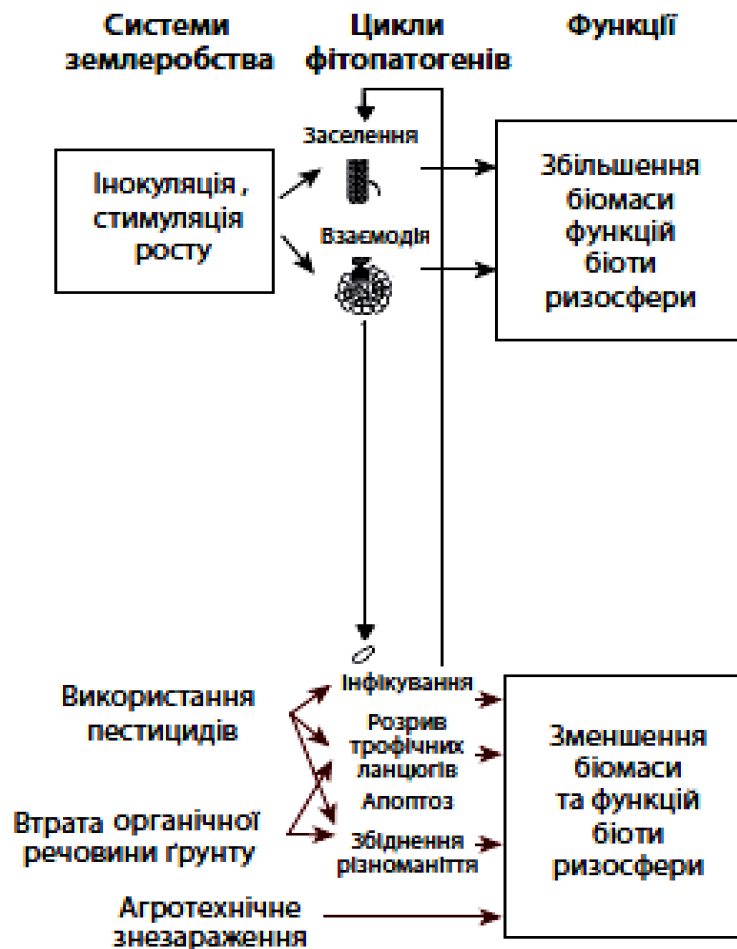 Системи
землеробства
Цикли
фітопатогенів
Функції
Заселення
Інокуляція ,
стимуляція
росту
Взаємодія
Збільшення
біомаси
функцій
біоти
ризосфери
Інфікування
Використання
пестицидів
Розрив
трофічних
ланцюгів
Апоптоз
Втрата органічної
речовини ґрунту
Збіднення
різноманіття
Зменшення
біомаси
та функцій
біоти
ризосфери
Агротехнічне
знезараження